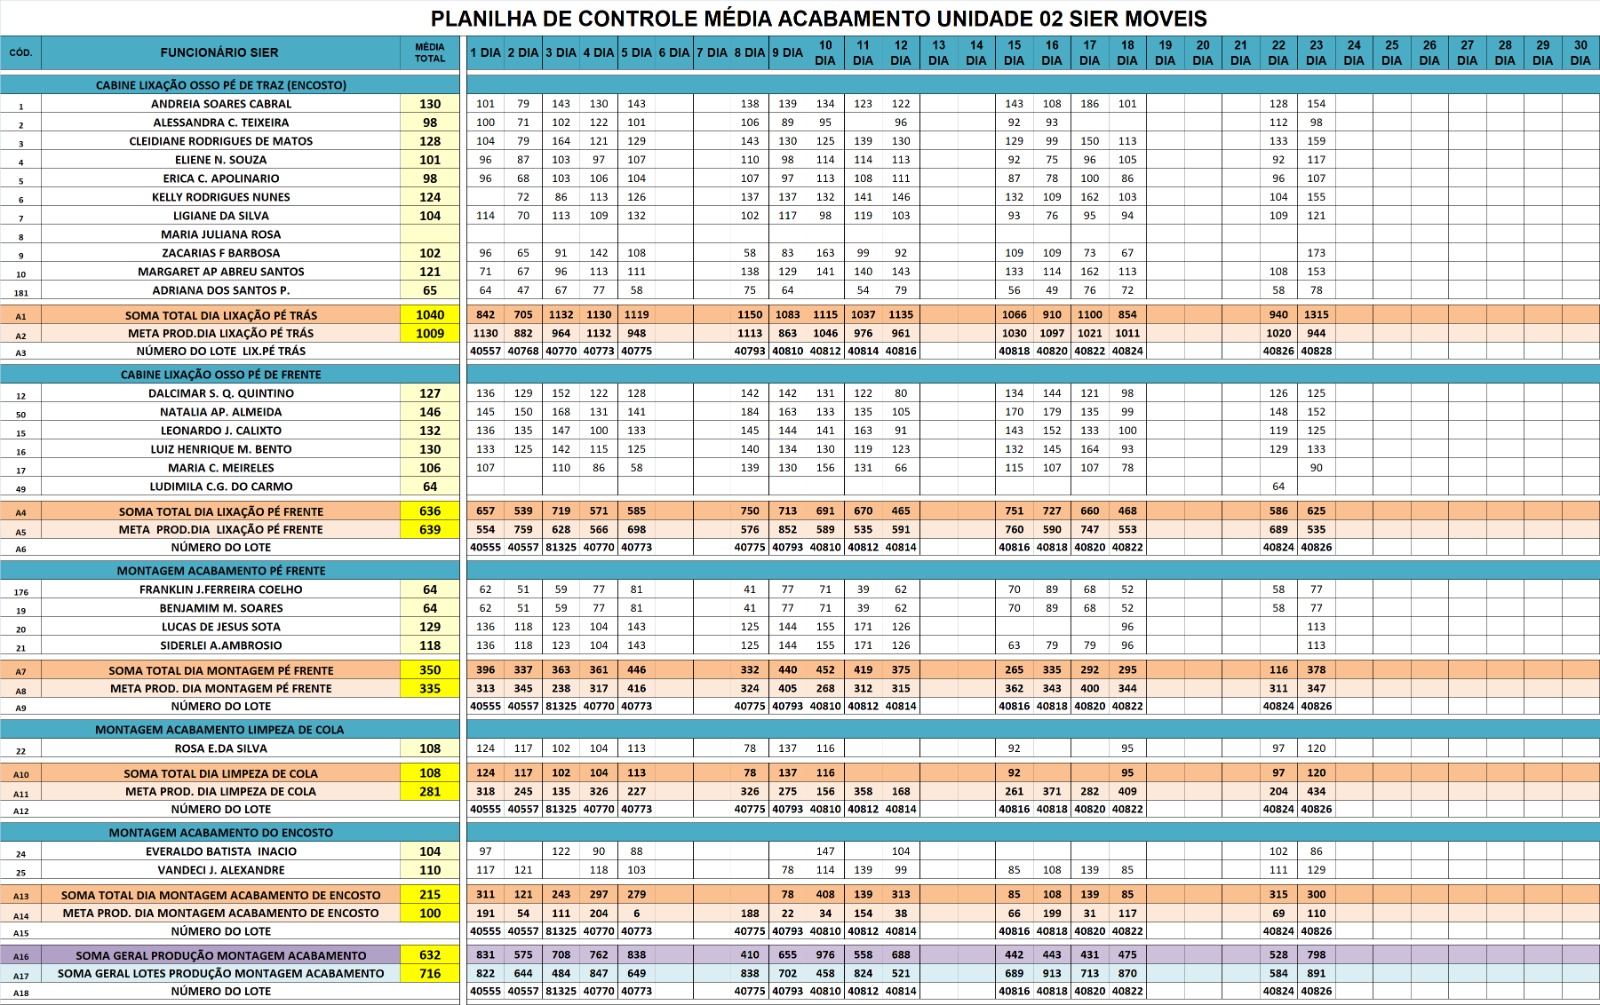 PLANILHA DE CONTROLE MÉDIA ACABAMENTO UNIDADE 02 SIER MOVEIS
CÓD. FUNCIONÁRIO SIER MÉDIA TOTAL 1 DIA 2 DIA 3 DIA 4 DIA 5 DIA 6 DIA 7 DIA 8 DIA 9 DIA 10 DIA 11 DIA 12 DIA 13 DIA 14 DIA 15 DIA 16 DIA 17 DIA 18 DIA 19 DIA 20 DIA 21 DIA 22 DIA 23 DIA 24 DIA 25 DIA 26 DIA 27 DIA 28 DIA 29 DIA 30 DIA
CABINE LIXAÇÃO OSSO PÉ DE TRAZ (ENCOSTO)
1 ANDREIA SOARES CABRAL 130 101 79 143 130 143 138 139 134 123 122 143 108 186 101 128 154
2 ALESSANDRA C. TEIXEIRA 98 100 71 102 122 101 106 89 95 96 92 93 112 98
3 CLEIDIANE RODRIGUES DE MATOS 128 104 79 164 121 129 143 130 125 139 130 129 99 150 113 133 159
4 ELIENE N. SOUZA 101 96 87 103 97 107 110 98 114 114 113 92 75 96 105 92 117
5 ERICA C. APOLINARIO 98 96 68 103 106 104 107 97 113 108 111 87 78 100 86 96 107
6 KELLY RODRIGUES NUNES 124 72 86 113 126 137 137 132 141 146 132 109 162 103 104 155
7 LIGIANE DA SILVA 104 114 70 113 109 132 102 117 98 119 103 93 76 95 94 109 121
8 MARIA JULIANA ROSA
9 ZACARIAS F BARBOSA 102 96 65 91 142 108 58 83 163 99 92 109 109 73 67 173
10 MARGARET AP ABREU SANTOS 121 71 67 96 113 111 138 129 141 140 143 133 114 162 113 108 153
181 ADRIANA DOS SANTOS P. 65 64 47 67 77 58 75 64 54 79 56 49 76 72 58 78
A1 SOMA TOTAL DIA LIXAÇÃO PÉ TRÁS 1040 842 705 1132 1130 1119 1150 1083 1115 1037 1135 1066 910 1100 854 940 1315
A2 META PROD.DIA LIXAÇÃO PÉ TRÁS 1009 1130 882 964 1132 948 1113 863 1046 976 961 1030 1097 1021 1011 1020 944
A3 NÚMERO DO LOTE LIX.PÉ TRÁS 40557 40768 40770 40773 40775 40793 40810 40812 40814 40816 40818 40820 40822 40824 40826 40828
CABINE LIXAÇÃO OSSO PÉ DE FRENTE
12 DALCIMAR S. Q. QUINTINO 127 136 129 152 122 128 142 142 131 122 80 134 144 121 98 126 125
50 NATALIA AP. ALMEIDA 146 145 150 168 131 141 184 163 133 135 105 170 179 135 99 148 152
15 LEONARDO J. CALIXTO 132 136 135 147 100 133 145 144 141 163 91 143 152 133 100 119 125
16 LUIZ HENRIQUE M. BENTO 130 133 125 142 115 125 140 134 130 119 123 132 145 164 93 129 133
17 MARIA C. MEIRELES 106 107 110 86 58 139 130 156 131 66 115 107 107 78 90
49 LUDIMILA C.G. DO CARMO 64 64
A4 SOMA TOTAL DIA LIXAÇÃO PÉ FRENTE 636 657 539 719 571 585 750 713 691 670 465 751 727 660 468 586 625
A5 META PROD.DIA LIXAÇÃO PÉ FRENTE 639 554 759 628 566 698 576 852 589 535 591 760 590 747 553 689 535
A6 NÚMERO DO LOTE 40555 40557 81325 40770 40773 40775 40793 40810 40812 40814 40816 40818 40820 40822 40824 40826
MONTAGEM ACABAMENTO PÉ FRENTE
176 FRANKLIN J.FERREIRA COELHO 64 62 51 59 77 81 41 77 71 39 62 70 89 68 52 58 77
19 BENJAMIM M. SOARES 64 62 51 59 77 81 41 77 71 39 62 70 89 68 52 58 77
20 LUCAS DE JESUS SOTA 129 136 118 123 104 143 125 144 155 171 126 96 113
21 SIDERLEI A.AMBROSIO 118 136 118 123 104 143 125 144 155 171 126 63 79 79 96 113
A7 SOMA TOTAL DIA MONTAGEM PÉ FRENTE 350 396 337 363 361 446 332 440 452 419 375 265 335 292 295 116 378
A8 META PROD. DIA MONTAGEM PÉ FRENTE 335 313 345 238 317 416 324 405 268 312 315 362 343 400 344 311 347
A9 NÚMERO DO LOTE 40555 40557 81325 40770 40773 40775 40793 40810 40812 40814 40816 40818 40820 40822 40824 40826
MONTAGEM ACABAMENTO LIMPEZA DE COLA
22 ROSA E.DA SILVA 108 124 117 102 104 113 78 137 116 92 95 97 120
A10 SOMA TOTAL DIA LIMPEZA DE COLA 108 124 117 102 104 113 78 137 116 92 95 97 120
A11 META PROD. DIA LIMPEZA DE COLA 281 318 245 135 326 227 326 275 156 358 168 261 371 282 409 204 434
A12 NÚMERO DO LOTE 40555 40557 81325 40770 40773 40775 40793 40810 40812 40814 40816 40818 40820 40822 40824 40826
MONTAGEM ACABAMENTO DO ENCOSTO
24 EVERALDO BATISTA INACIO 104 97 122 90 88 147 104 102 86
25 VANDECI J. ALEXANDRE 110 117 121 118 103 78 114 139 99 85 108 139 85 111 129
A13 SOMA TOTAL DIA MONTAGEM ACABAMENTO DE ENCOSTO 215 311 121 243 297 279 78 408 139 313 85 108 139 85 315 300
A14 META PROD. DIA MONTAGEM ACABAMENTO DE ENCOSTO 100 191 54 111 204 6 188 22 34 154 38 66 199 31 117 69 110
A15 NÚMERO DO LOTE 40555 40557 81325 40770 40773 40775 40793 40810 40812 40814 40816 40818 40820 40822 40824 40826
A16 SOMA GERAL PRODUÇÃO MONTAGEM ACABAMENTO 632 831 575 708 762 838 410 655 976 558 688 442 443 431 475 528 798
A17 SOMA GERAL LOTES PRODUÇÃO MONTAGEM ACABAMENTO 716 822 644 484 847 649 838 702 458 824 521 689 913 713 870 584 891
A18 NÚMERO DO LOTE 40555 40557 81325 40770 40773 40775 40793 40810 40812 40814 40816 40818 40820 40822 40824 40826